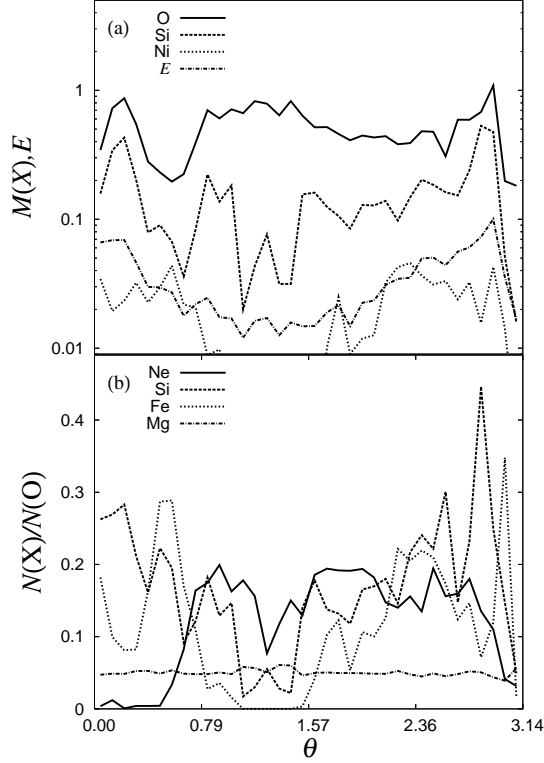 (a)
O
Si
Ni
E
1
0.1
0.01
M(X),E
(b)
Ne
Si
Fe
Mg
0.4
0.3
0.2
0.1
0
N(X)/N(O)
0.00 0.79 1.57 2.36 3.14
θ